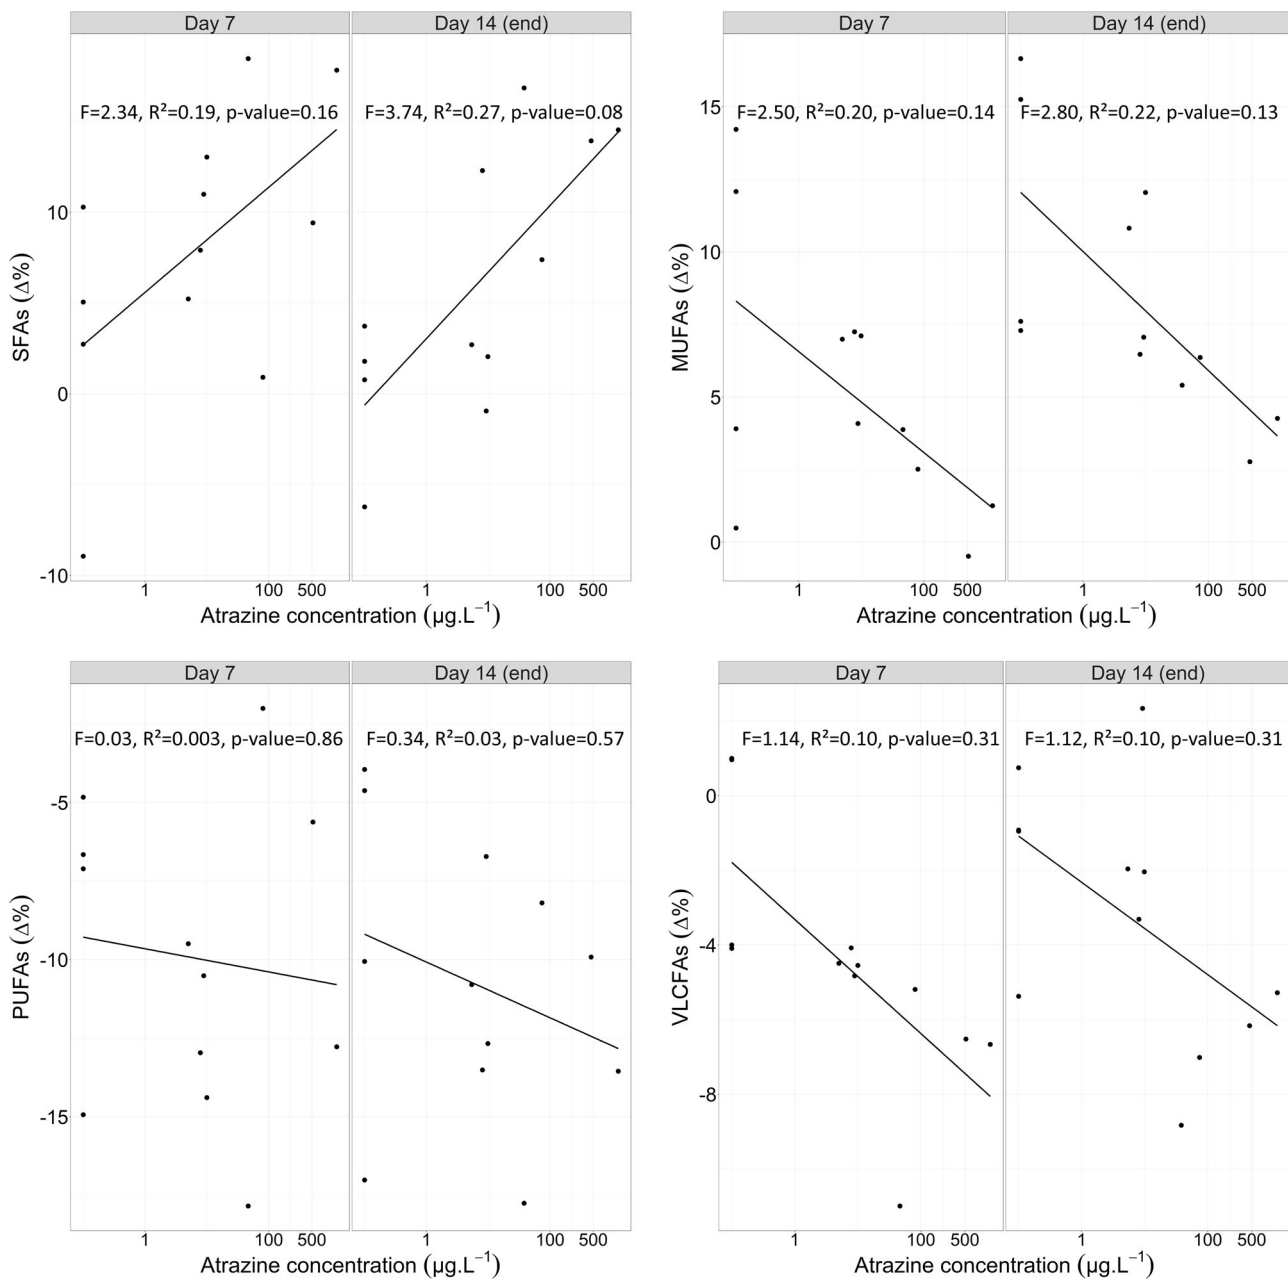 Day 7
Day 14 (end)
F=2.34, R²=0.19, p-value=0.16
F=3.74, R²=0.27, p-value=0.08
SFAs (Δ%)
10
0
-10
1
100
500
1
100
500
Atrazine concentration (µg.L⁻¹)
Day 7
Day 14 (end)
F=2.50, R²=0.20, p-value=0.14
F=2.80, R²=0.22, p-value=0.13
MUFAs (Δ%)
15
10
5
0
1
100
500
1
100
500
Atrazine concentration (µg.L⁻¹)
Day 7
Day 14 (end)
F=0.03, R²=0.003, p-value=0.86
F=0.34, R²=0.03, p-value=0.57
PUFAs (Δ%)
-5
-10
-15
1
100
500
1
100
500
Atrazine concentration (µg.L⁻¹)
Day 7
Day 14 (end)
F=1.14, R²=0.10, p-value=0.31
F=1.12, R²=0.10, p-value=0.31
VLCFAs (Δ%)
0
-4
-8
1
100
500
1
100
500
Atrazine concentration (µg.L⁻¹)